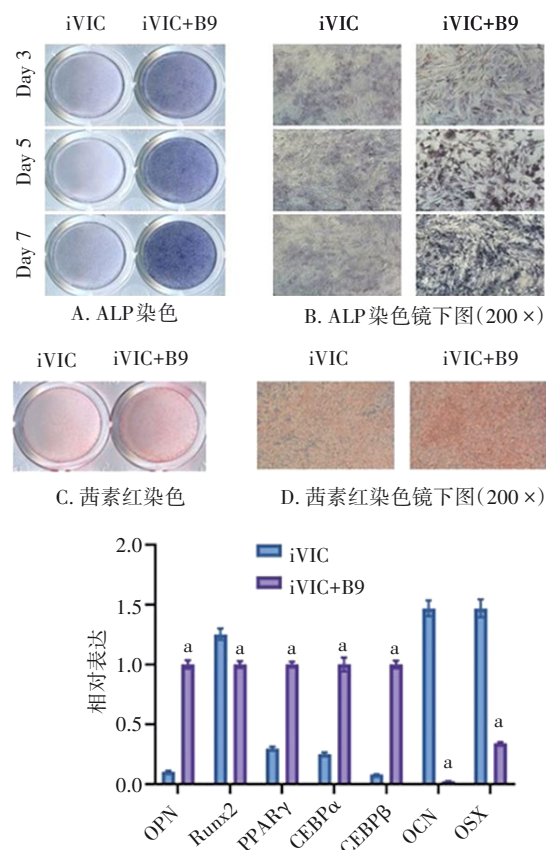 iVIC iVIC+B9 iVIC iVIC+B9
Day 3
Day 5
Day 7
A. ALP染色 B. ALP染色镜下图(200×)
iVIC iVIC+B9 iVIC iVIC+B9
C. 茜素红染色 D. 茜素红染色镜下图(200×)
相对表达
2.0
1.5
1.0
0.5
0.0
iVIC
iVIC+B9
a a a a a a a
OPN Runx2 PPARγ CEBPα CEBPβ OCN OSX